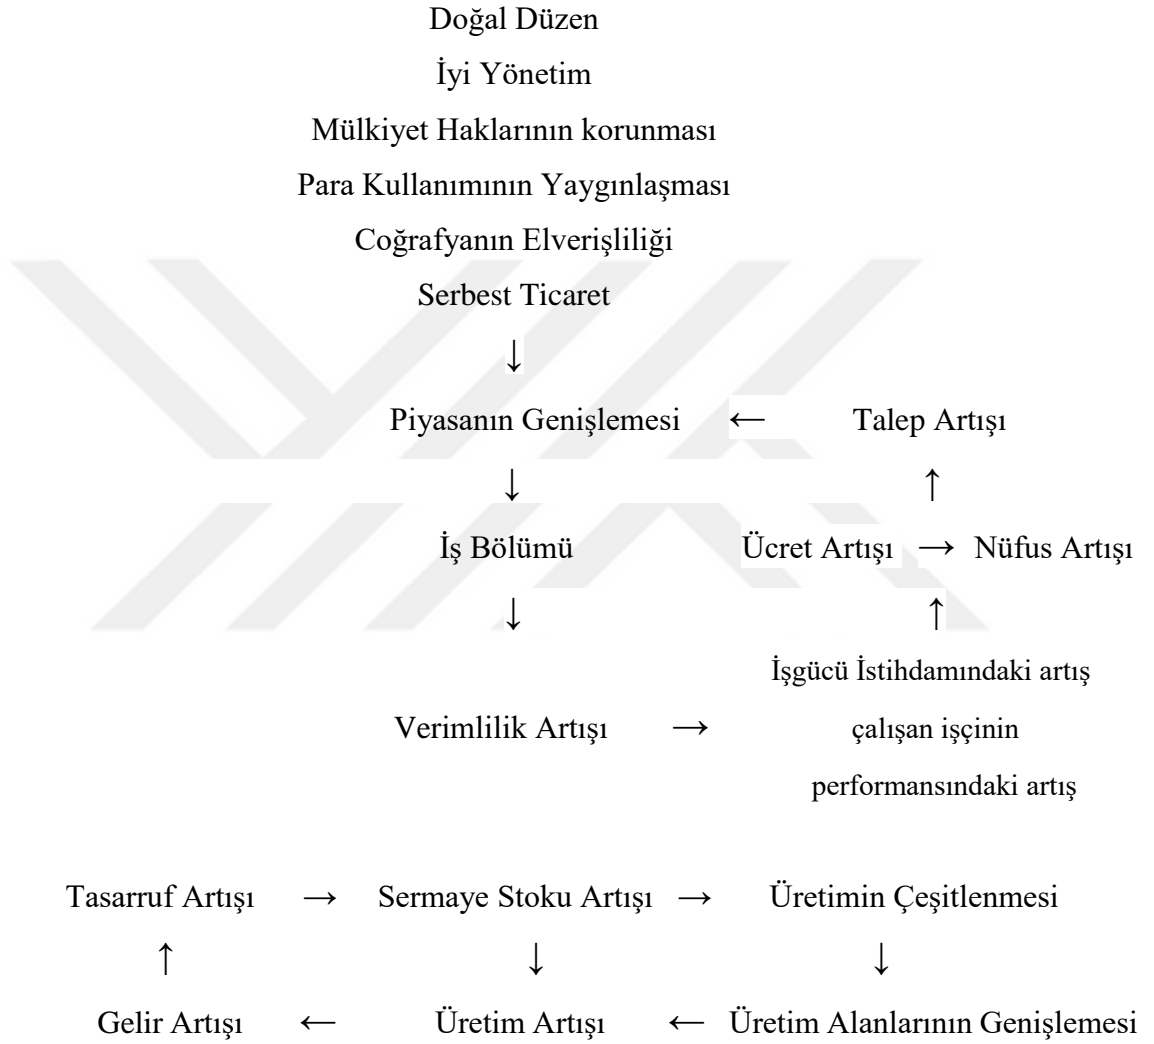 Doğal Düzen
İyi Yönetim
Mülkiyet Haklarının korunması
Para Kullanımının Yaygınlaşması
Coğrafyanın Elverişliliği
Serbest Ticaret
↓
Piyasanın Genişlemesi ← Talep Artışı
↓ ↑
İş Bölümü Ücret Artışı → Nüfus Artışı
↓ ↑
İşgücü İstihdamındaki artış
Verimlilik Artışı → çalışan işçinin
performansındaki artış
Tasarruf Artışı → Sermaye Stoku Artışı → Üretimin Çeşitlenmesi
↑ ↓ ↓
Gelir Artışı ← Üretim Artışı ← Üretim Alanlarının Genişlemesi